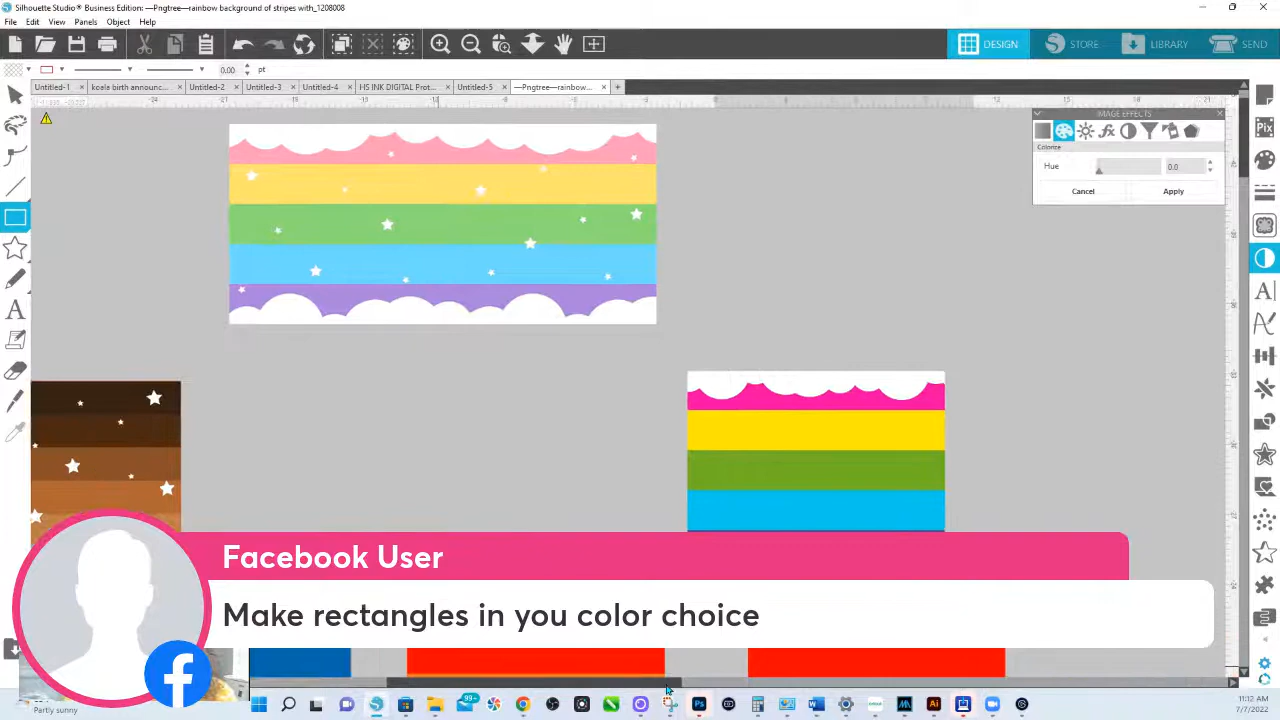 Silhouette Studio® Business Edition: —Pngtree—rainbow background of stripes with_1208008
File Edit View Panels Object Help
DESIGN STORE LIBRARY SEND
0.00 pt
Untitled-1 koala birth announc... Untitled-2 Untitled-3 Untitled-4 HS INK DIGITAL Prot... Untitled-5 —Pngtree—rainbow...
IMAGE EFFECTS
Pix
Colorize
Hue 0.0
Cancel Apply
Facebook User
Make rectangles in you color choice
99+
Partly sunny
11:12 AM
7/7/2022